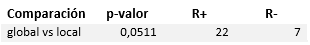 Comparación p-valor R+ R-
global vs local 0,0511 22 7